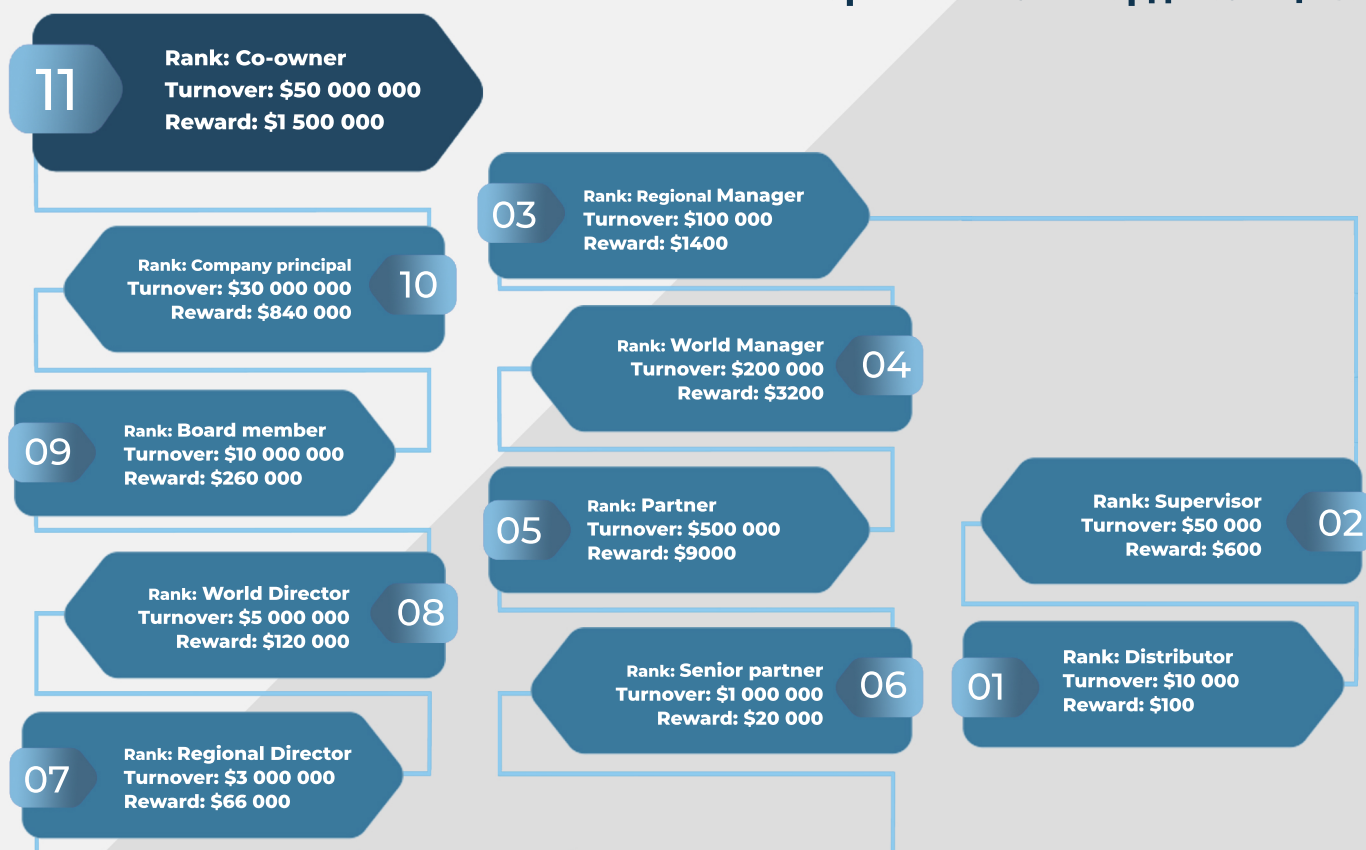 11
Rank: Co-owner
Turnover: $50 000 000
Reward: $1 500 000
10
Rank: Company principal
Turnover: $30 000 000
Reward: $840 000
09
Rank: Board member
Turnover: $10 000 000
Reward: $260 000
08
Rank: World Director
Turnover: $5 000 000
Reward: $120 000
07
Rank: Regional Director
Turnover: $3 000 000
Reward: $66 000
03
Rank: Regional Manager
Turnover: $100 000
Reward: $1400
04
Rank: World Manager
Turnover: $200 000
Reward: $3200
05
Rank: Partner
Turnover: $500 000
Reward: $9000
06
Rank: Senior partner
Turnover: $1 000 000
Reward: $20 000
02
Rank: Supervisor
Turnover: $50 000
Reward: $600
01
Rank: Distributor
Turnover: $10 000
Reward: $100